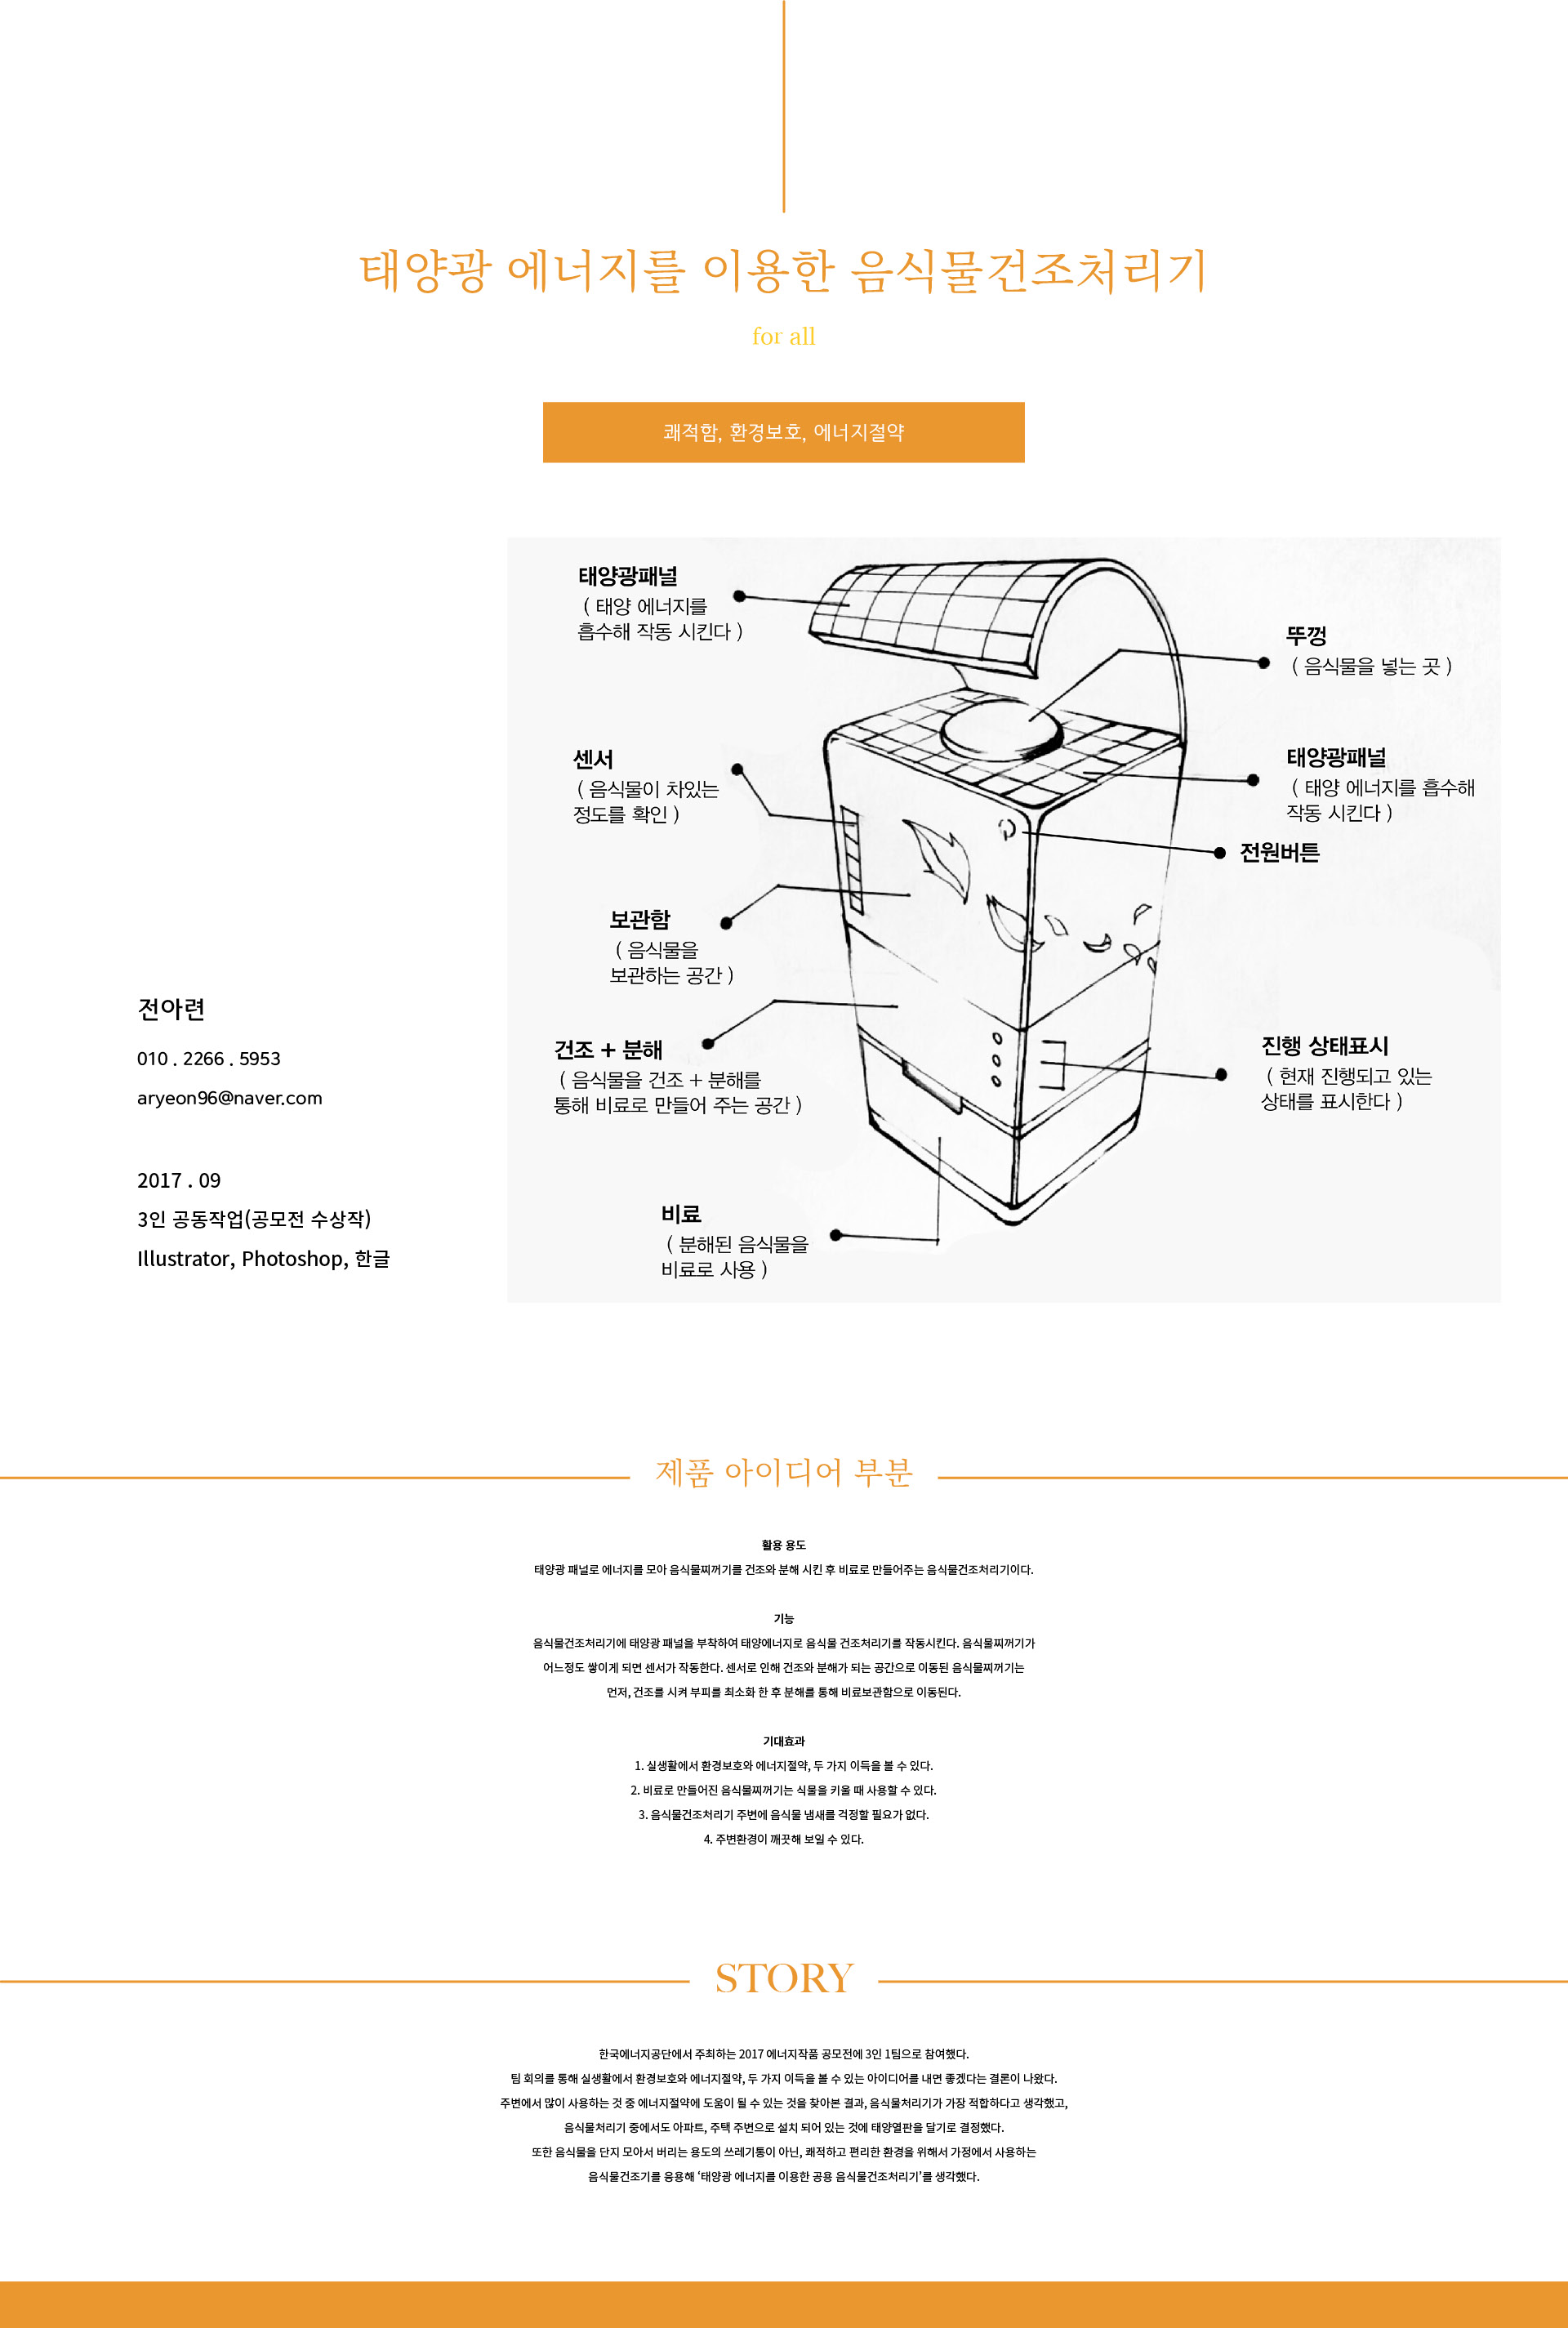 태양광 에너지를 이용한 음식물건조처리기
for all
쾌적함, 환경보호, 에너지절약
태양광패널
( 태양 에너지를
흡수해 작동 시킨다 )
뚜껑
( 음식물을 넣는 곳 )
센서
( 음식물이 차있는
정도를 확인 )
태양광패널
( 태양 에너지를 흡수해
작동 시킨다 )
전원버튼
보관함
( 음식물을
보관하는 공간 )
건조 + 분해
( 음식물을 건조 + 분해를
통해 비료로 만들어 주는 공간 )
진행 상태표시
( 현재 진행되고 있는
상태를 표시한다 )
비료
( 분해된 음식물을
비료로 사용 )
전아련
010 . 2266 . 5953
aryeon96@naver.com
2017 . 09
3인 공동작업(공모전 수상작)
Illustrator, Photoshop, 한글
제품 아이디어 부분
활용 용도
태양광 패널로 에너지를 모아 음식물찌꺼기를 건조와 분해 시킨 후 비료로 만들어주는 음식물건조처리기이다.
기능
음식물건조처리기에 태양광 패널을 부착하여 태양에너지로 음식물 건조처리기를 작동시킨다. 음식물찌꺼기가
어느정도 쌓이게 되면 센서가 작동한다. 센서로 인해 건조와 분해가 되는 공간으로 이동된 음식물찌꺼기는
먼저, 건조를 시켜 부피를 최소화 한 후 분해를 통해 비료보관함으로 이동된다.
기대효과
1. 실생활에서 환경보호와 에너지절약, 두 가지 이득을 볼 수 있다.
2. 비료로 만들어진 음식물찌꺼기는 식물을 키울 때 사용할 수 있다.
3. 음식물건조처리기 주변에 음식물 냄새를 걱정할 필요가 없다.
4. 주변환경이 깨끗해 보일 수 있다.
STORY
한국에너지공단에서 주최하는 2017 에너지작품 공모전에 3인 1팀으로 참여했다.
팀 회의를 통해 실생활에서 환경보호와 에너지절약, 두 가지 이득을 볼 수 있는 아이디어를 내면 좋겠다는 결론이 나왔다.
주변에서 많이 사용하는 것 중 에너지절약에 도움이 될 수 있는 것을 찾아본 결과, 음식물처리기가 가장 적합하다고 생각했고,
음식물처리기 중에서도 아파트, 주택 주변으로 설치 되어 있는 것에 태양열판을 달기로 결정했다.
또한 음식물을 단지 모아서 버리는 용도의 쓰레기통이 아닌, 쾌적하고 편리한 환경을 위해서 가정에서 사용하는
음식물건조기를 응용해 ‘태양광 에너지를 이용한 공용 음식물건조처리기’를 생각했다.